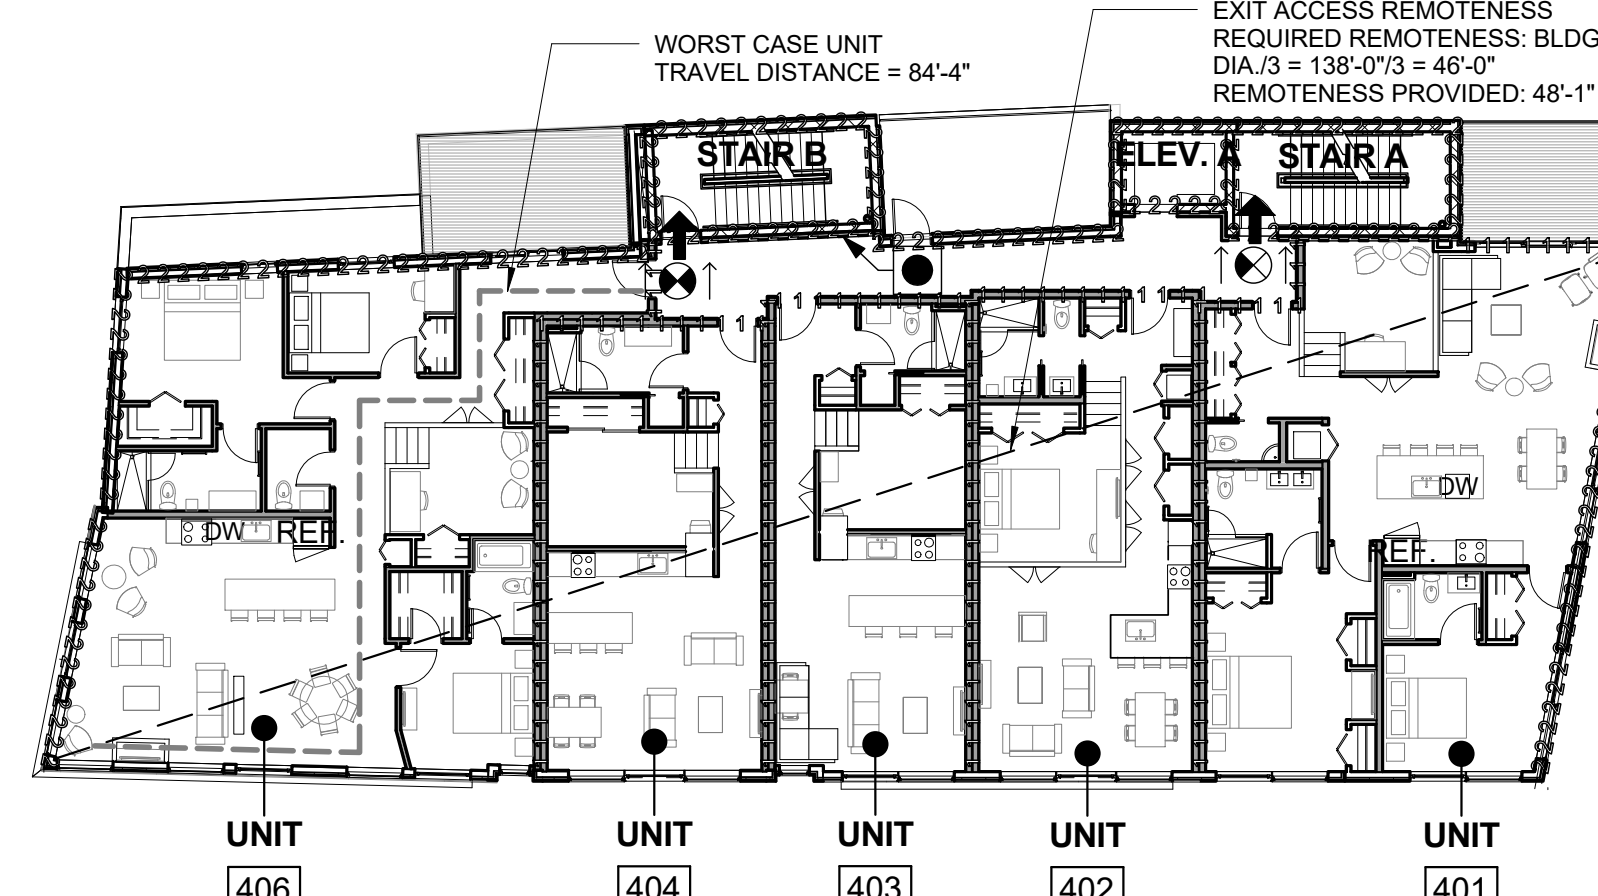 EXIT ACCESS REMOTENESS
REQUIRED REMOTENESS: BLDG
DIA./3 = 138'-0"/3 = 46'-0"
REMOTENESS PROVIDED: 48'-1"
WORST CASE UNIT
TRAVEL DISTANCE = 84'-4"
STAIR B
ELEV. A
STAIR A
DW
REF.
DW
REF.
UNIT
406
UNIT
404
UNIT
403
UNIT
402
UNIT
401